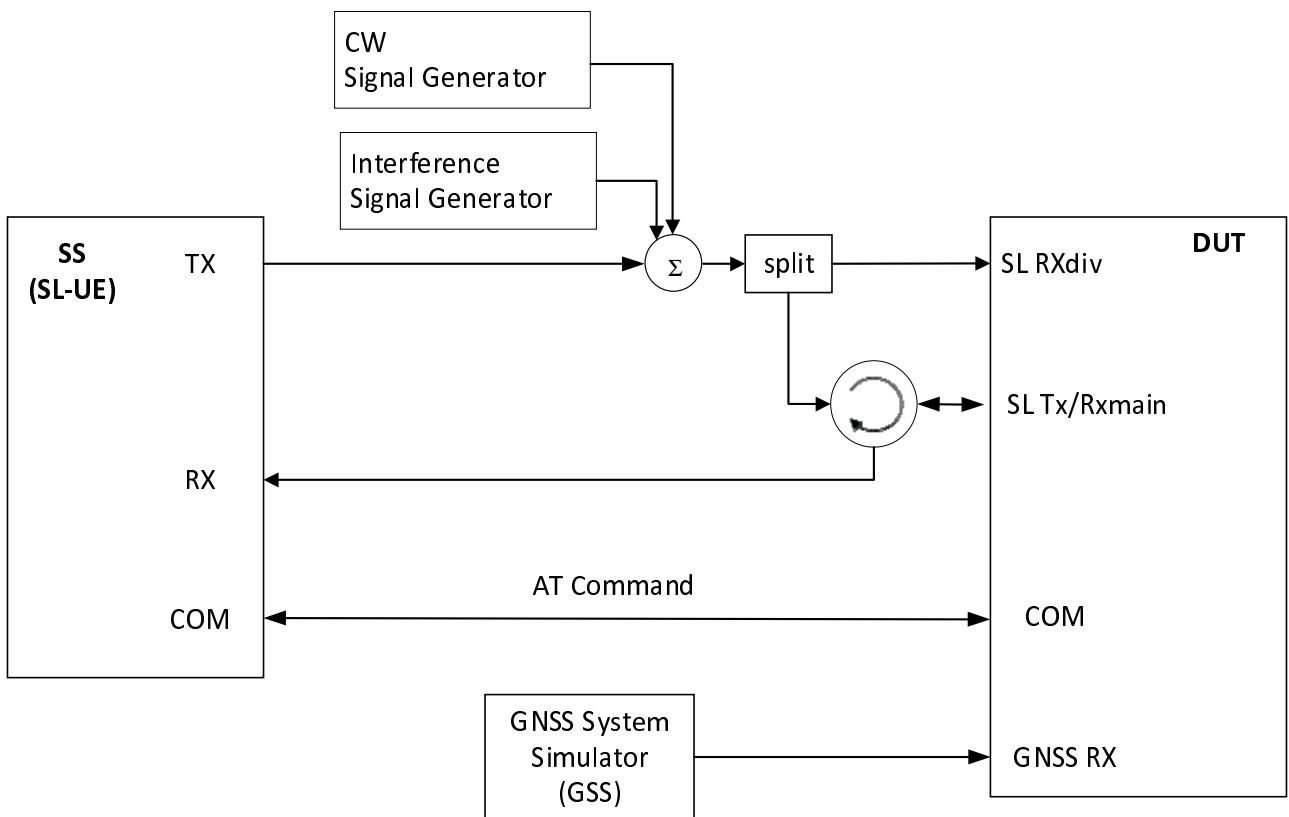 CW
Signal Generator
Interference
Signal Generator
SS
(SL-UE)
TX
Σ
split
SL RXdiv
DUT
SL Tx/Rxmain
RX
AT Command
COM
COM
GNSS System
Simulator
(GSS)
GNSS RX